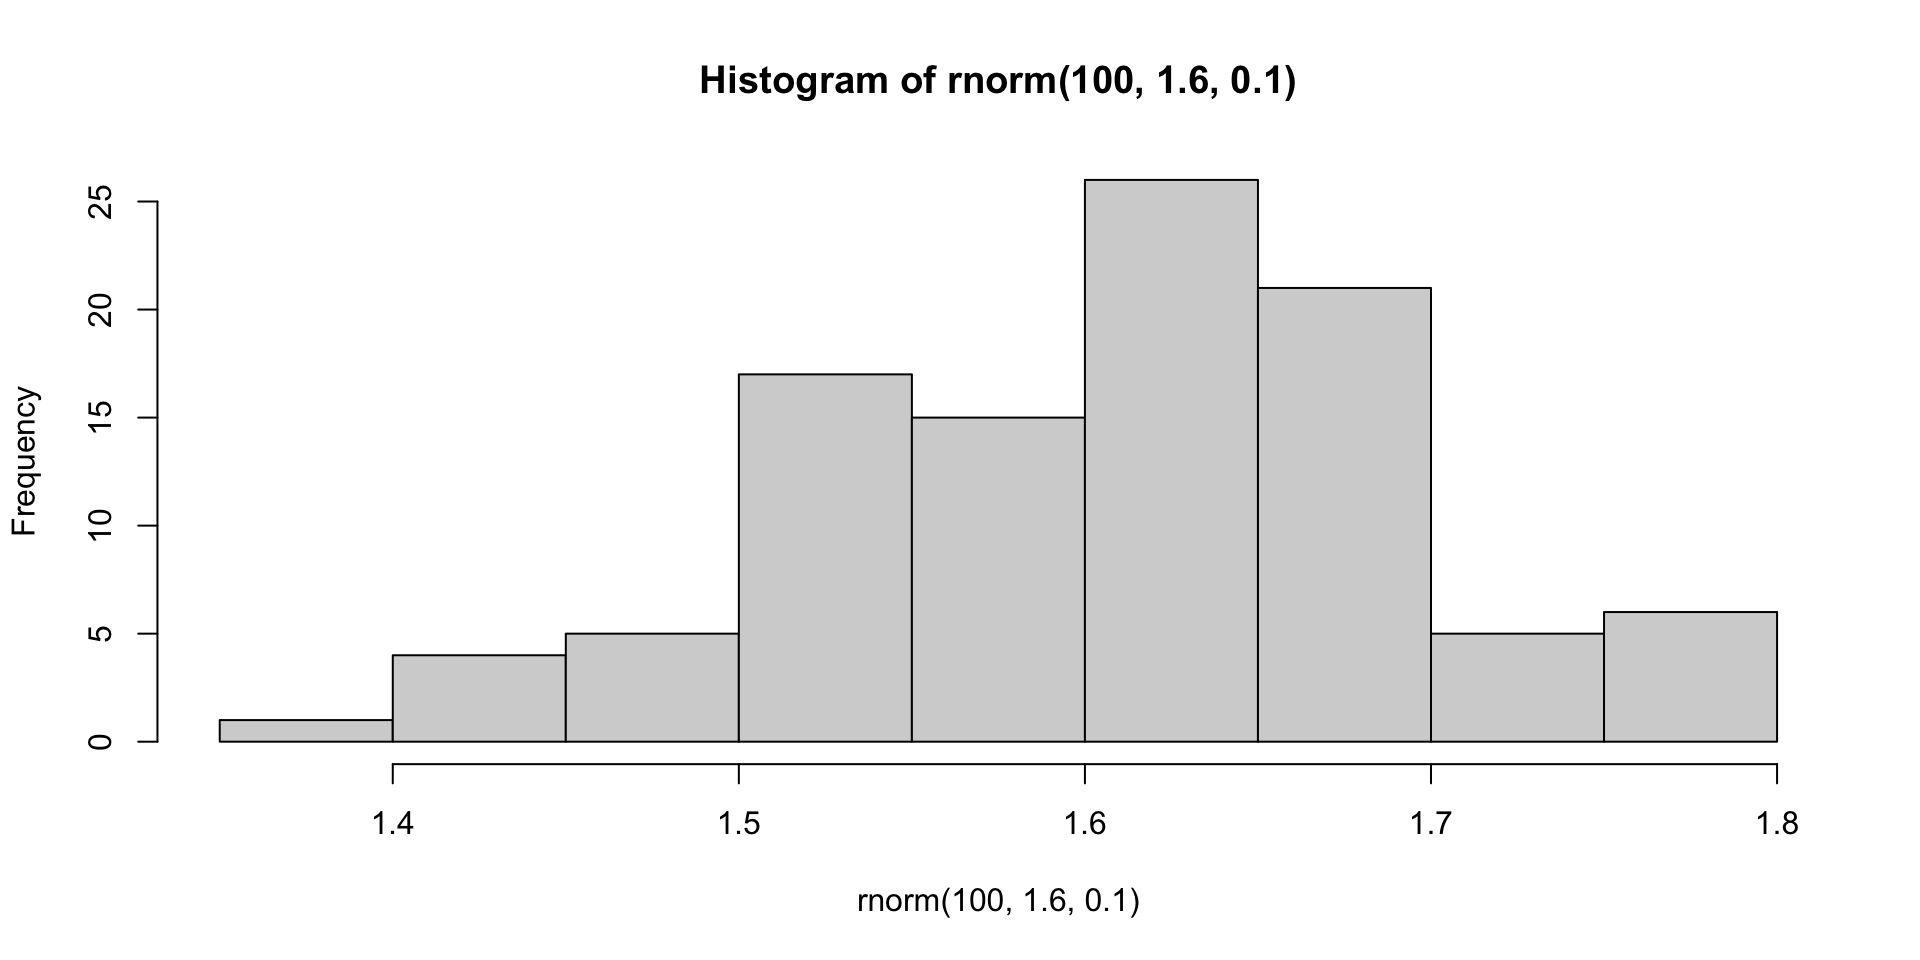 Histogram of rnorm(100, 1.6, 0.1)
Frequency
25
20
15
10
5
0
1.4 1.5 1.6 1.7 1.8
rnorm(100, 1.6, 0.1)